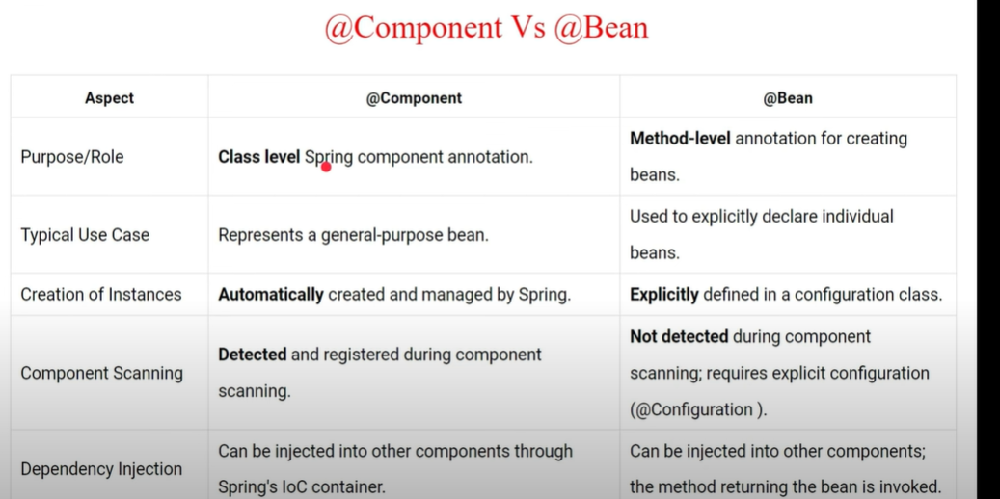 @Component Vs @Bean
Aspect
@Component
@Bean
Purpose/Role
Class level Spring component annotation.
Method-level annotation for creating
beans.
Typical Use Case
Represents a general-purpose bean.
Used to explicitly declare individual
beans.
Creation of Instances
Automatically created and managed by Spring.
Explicitly defined in a configuration class.
Component Scanning
Detected and registered during component
scanning.
Not detected during component
scanning; requires explicit configuration
(@Configuration ).
Dependency Injection
Can be injected into other components through
Spring's IoC container.
Can be injected into other components;
the method returning the bean is invoked.